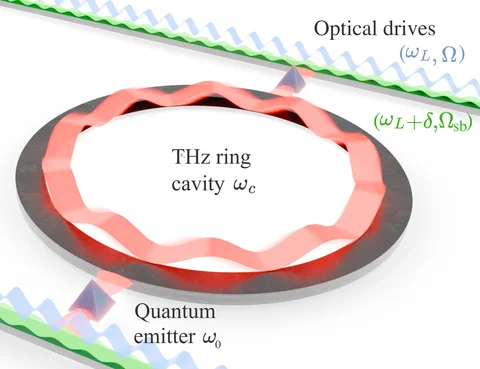 Optical drives
(ω_L, Ω)
(ω_L+δ, Ω_sb)
THz ring
cavity ω_c
Quantum
emitter ω_0